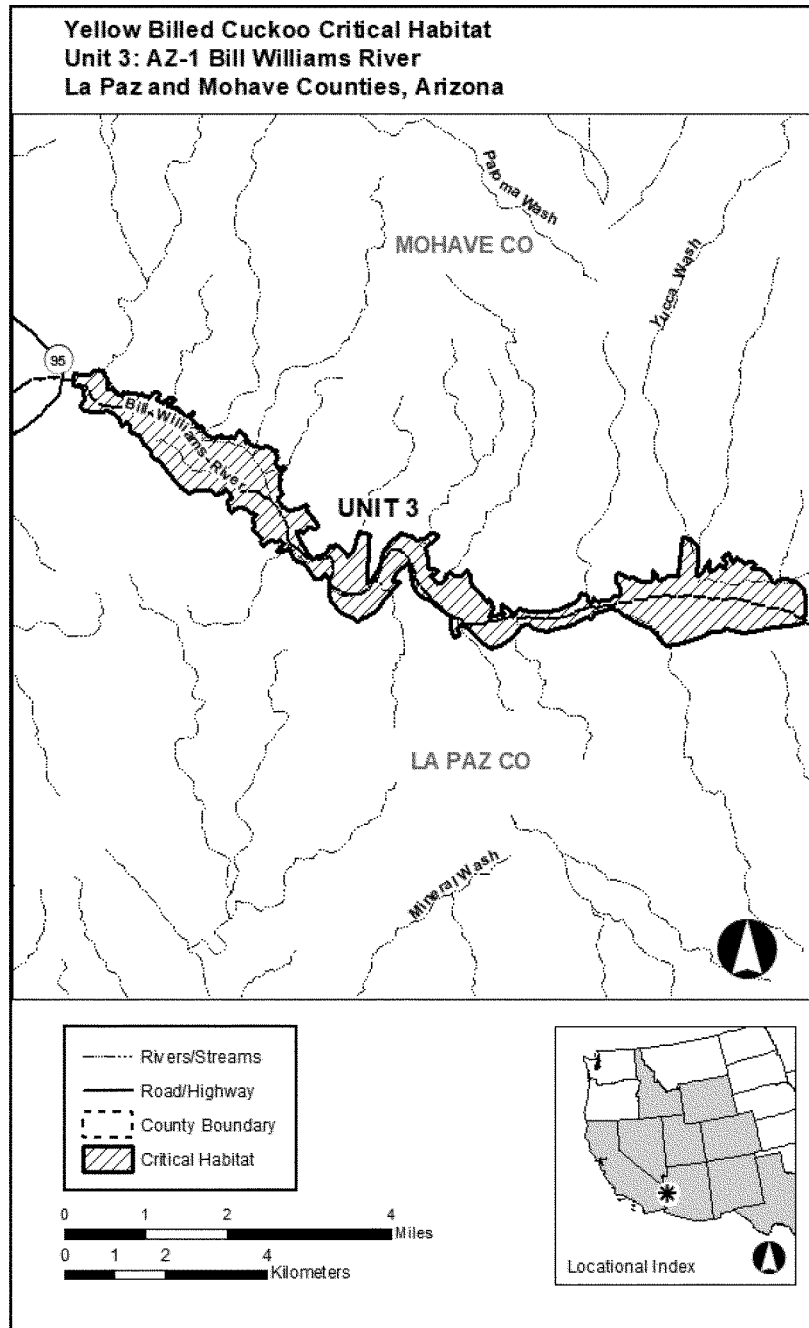 Yellow Billed Cuckoo Critical Habitat
Unit 3: AZ-1 Bill Williams River
La Paz and Mohave Counties, Arizona
Paloma Wash
MOHAVE CO
Yucca Wash
95
Bill Williams River
UNIT 3
LA PAZ CO
Mineral Wash
Rivers/Streams
Road/Highway
County Boundary
Critical Habitat
0 1 2 4
Miles
0 1 2 4
Kilometers
Locational Index